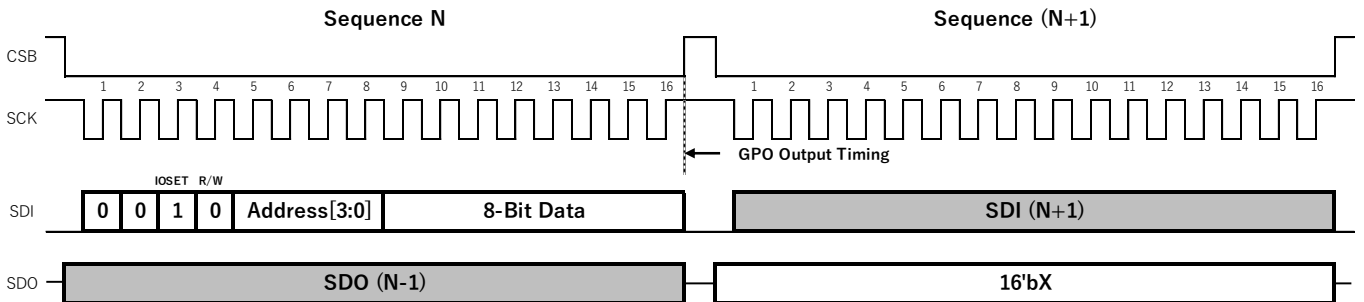 Sequence N Sequence (N+1)
CSB
1 2 3 4 5 6 7 8 9 10 11 12 13 14 15 16 1 2 3 4 5 6 7 8 9 10 11 12 13 14 15 16
SCK
GPO Output Timing
IOSET R/W
SDI 0 0 1 0 Address[3:0] 8-Bit Data SDI (N+1)
SDO SDO (N-1) 16'bX